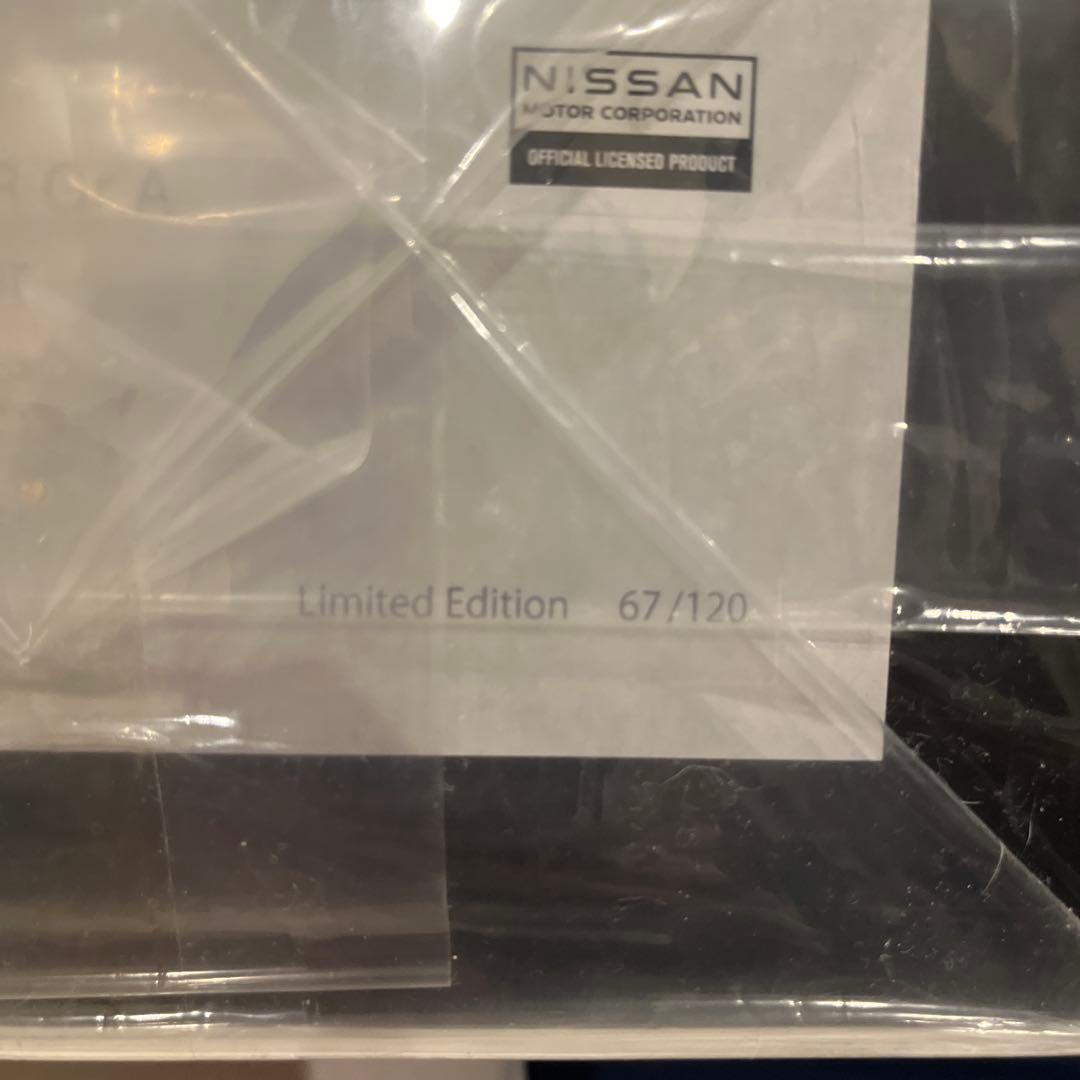 NISSAN
MOTOR CORPORATION
OFFICIAL LICENSED PRODUCT
Limited Edition 67/120